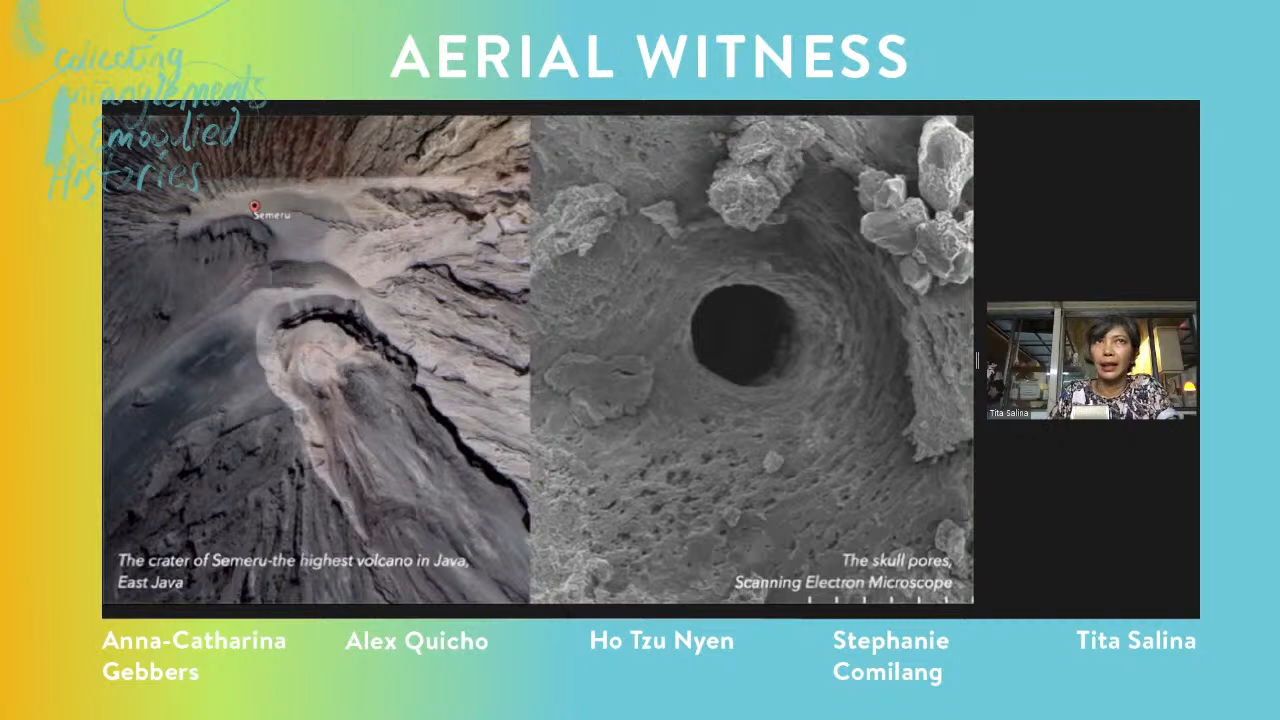 Collecting
Entanglements
Embodied
Histories
AERIAL WITNESS
Semeru
The crater of Semeru-the highest volcano in Java,
East Java
The skull pores,
Scanning Electron Microscope
Tita Salina
Anna-Catharina
Gebbers
Alex Quicho
Ho Tzu Nyen
Stephanie
Comilang
Tita Salina